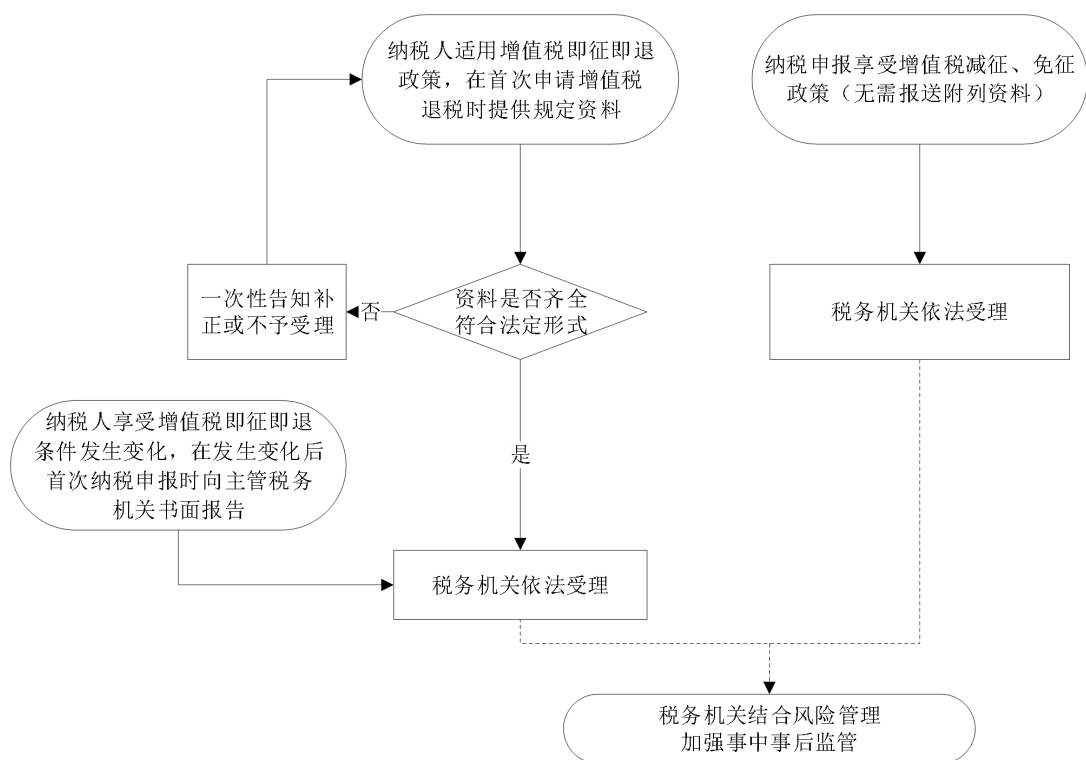 纳税人适用增值税即征即退
政策，在首次申请增值税
退税时提供规定资料
纳税申报享受增值税减征、免征
政策（无需报送附列资料）
一次性告知补
正或不予受理
否
资料是否齐全
符合法定形式
税务机关依法受理
纳税人享受增值税即征即退
条件发生变化，在发生变化后
首次纳税申报时向主管税务
机关书面报告
是
税务机关依法受理
税务机关结合风险管理
加强事中事后监管